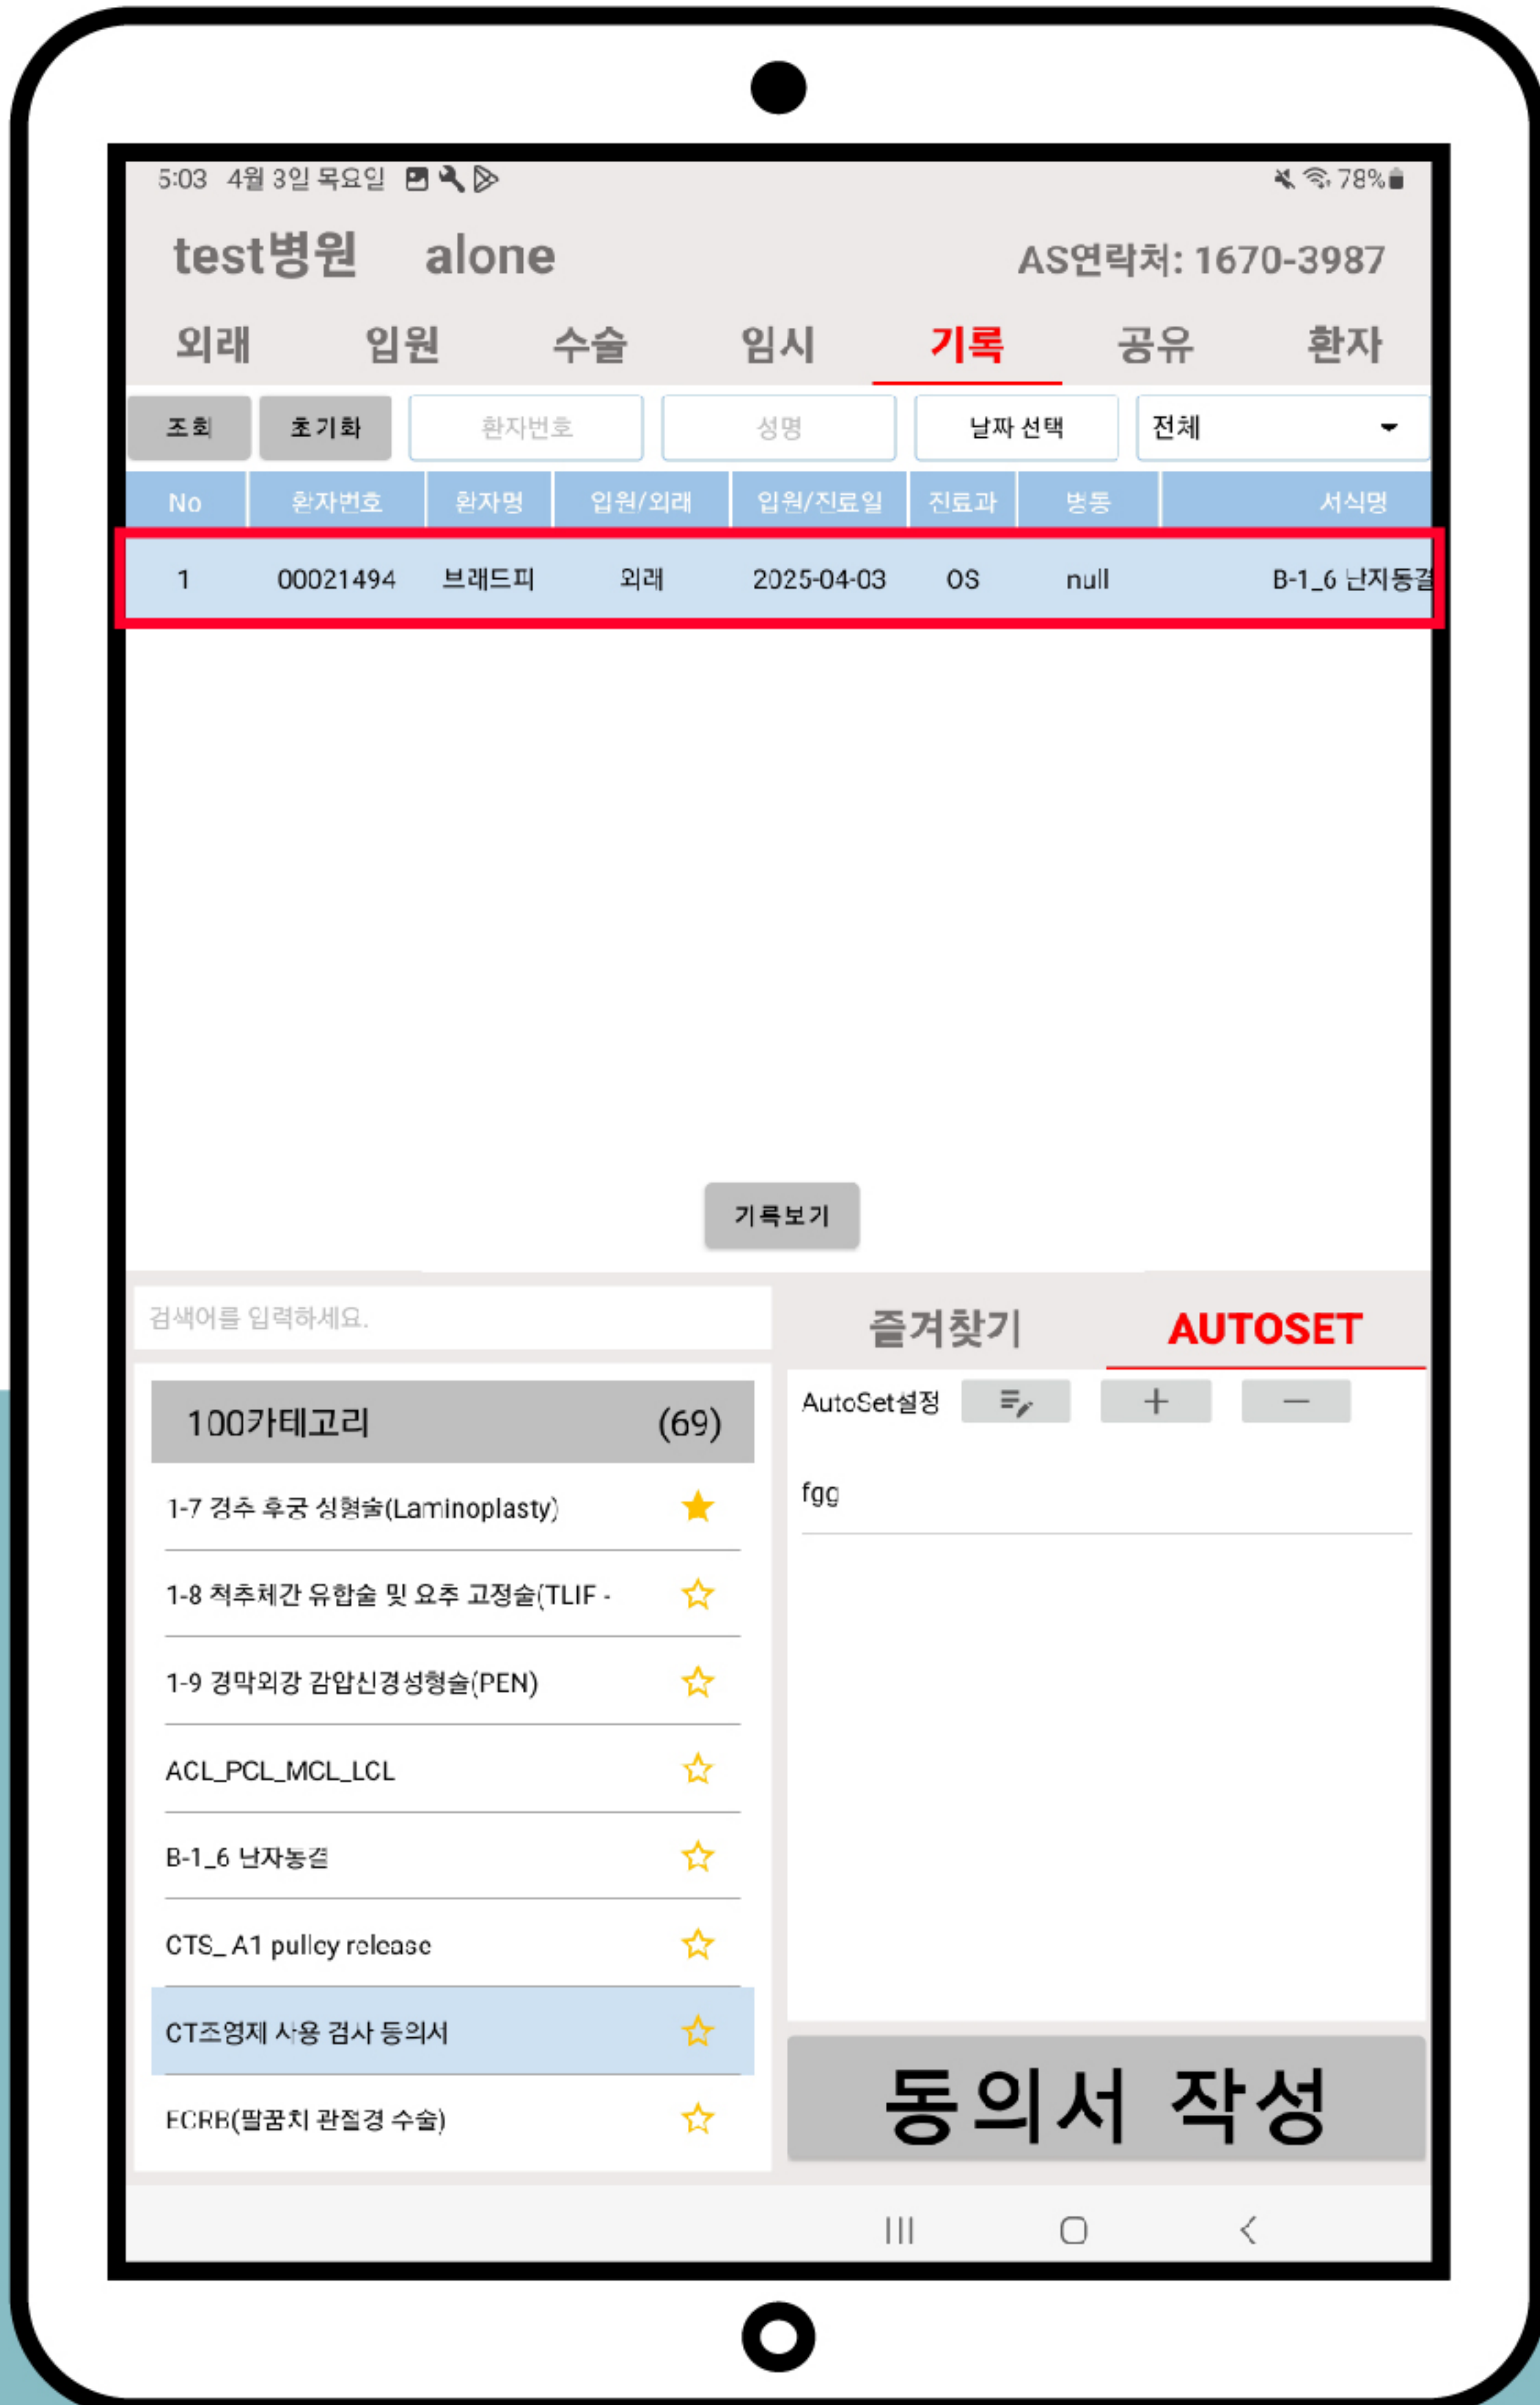 5:03 4월 3일 목요일 78%
test병원 alone AS연락처: 1670-3987
외래 입원 수술 임시 기록 공유 환자
조회 초기화 환자번호 성명 날짜 선택 전체
No 환자번호 환자명 입원/외래 입원/진료일 진료과 병동 서식명
1 00021494 브래드피 외래 2025-04-03 OS null B-1_6 난자동결
기록보기
검색어를 입력하세요.
즐겨찾기 AUTOSET
100카테고리 (69)
AutoSet설정
fgg
1-7 경추 후궁 성형술(Laminoplasty)
1-8 척추체간 유합술 및 요추 고정술(TLIF -
1-9 경막외강 감압신경성형술(PEN)
ACL_PCL_MCL_LCL
B-1_6 난자동결
CTS_ A1 pulley release
CT조영제 사용 검사 동의서
ECRB(팔꿈치 관절경 수술)
동의서 작성